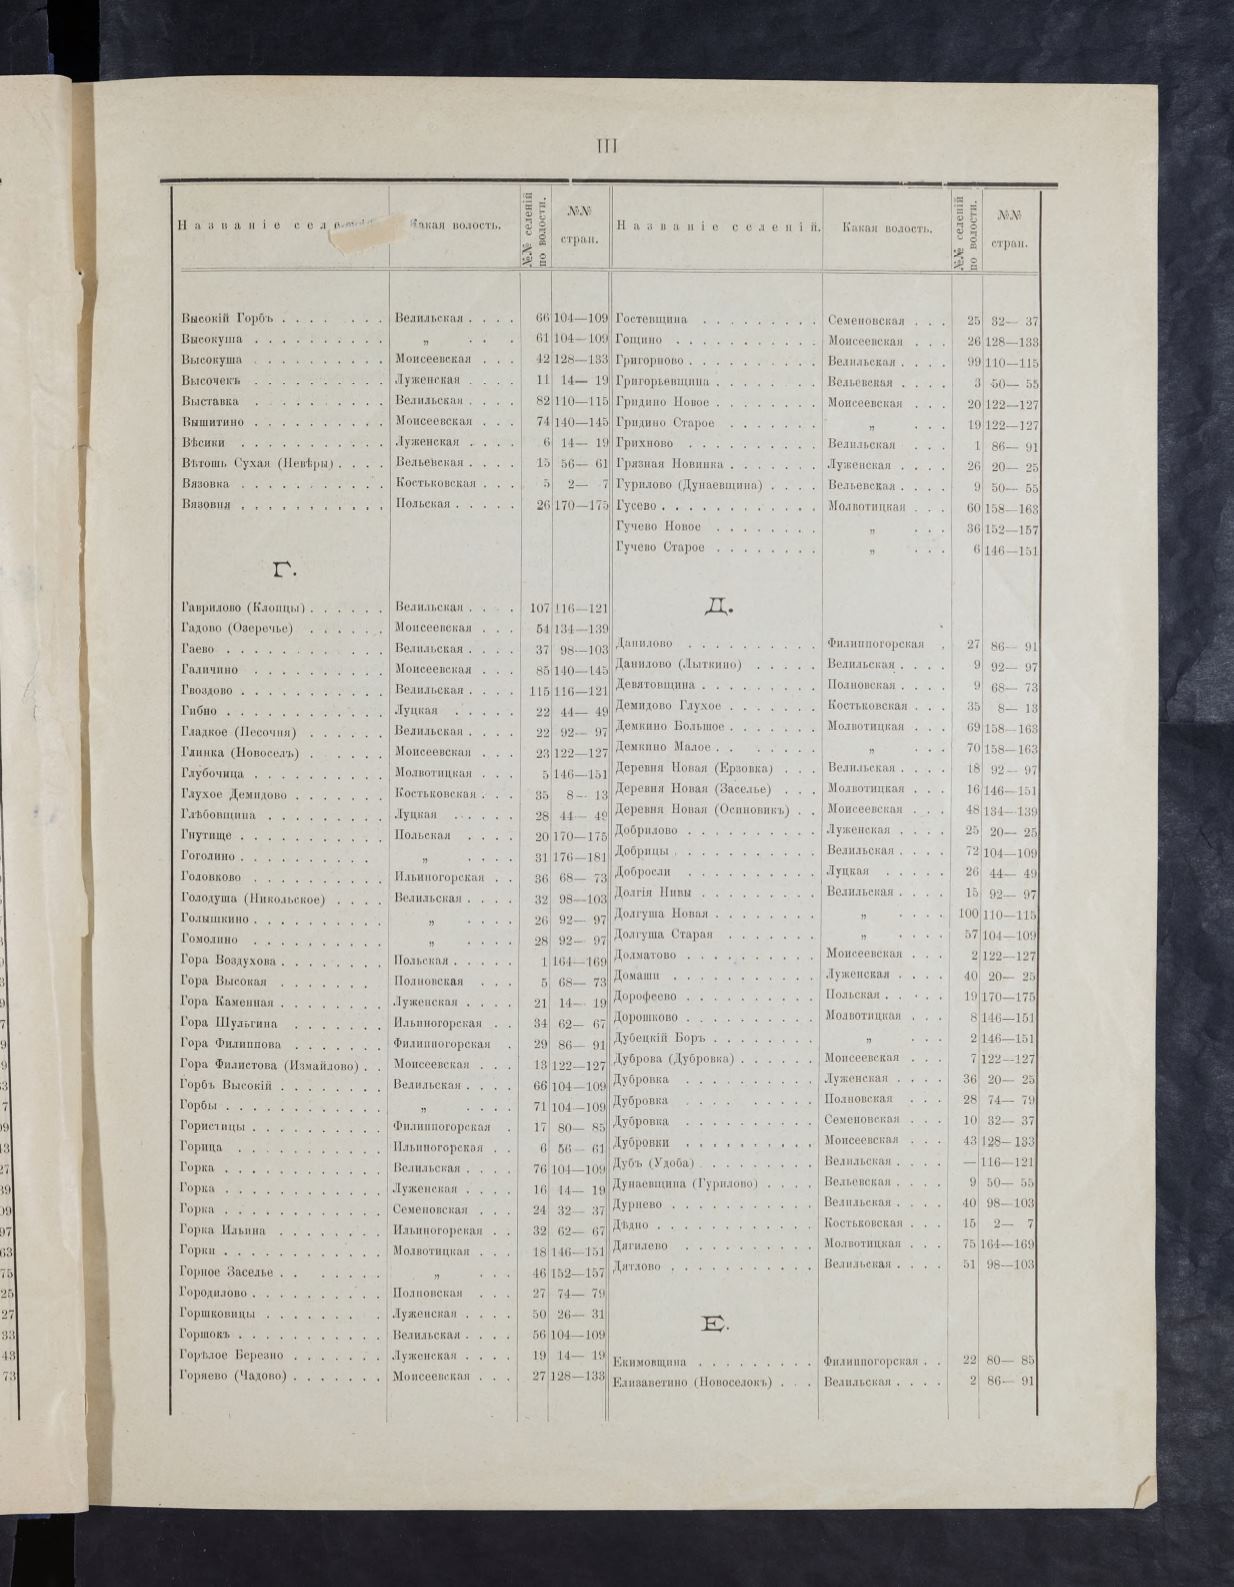 III
Названіе сел Какая волость. №№ селеній по волости. №№ стран.
Высокій Горбъ . . . . . . . Велильская . . . . 66 104—109
Высокуша . . . . . . . . . . „ . . . 61 104—109
Высокуша . . . . . . . . . . Моисеевская . . . 42 128—133
Высочекъ . . . . . . . . . . Луженская . . . . 11 14— 19
Выставка . . . . . . . . . . Велильская . . . . 82 110—115
Вышитино . . . . . . . . . . Моисеевская . . . 74 140—145
Вѣсики . . . . . . . . . . . Луженская . . . . 6 14— 19
Вѣтошь Сухая (Невѣры) . . . . Вельевская . . . . 15 56— 61
Вязовка . . . . . . . . . . . Костьковская . . . 5 2— 7
Вязовня . . . . . . . . . . . Польская . . . . . 26 170—175
Г.
Гаврилово (Клопцы) . . . . . . Велильская . . . . 107 116—121
Гадово (Озеречье) . . . . . . Моисеевская . . . 54 134—139
Гаево . . . . . . . . . . . . Велильская . . . . 37 98—103
Галичино . . . . . . . . . . Моисеевская . . . 85 140—145
Гвоздово . . . . . . . . . . . Велильская . . . . 115 116—121
Гибно . . . . . . . . . . . . Луцкая . . . . . 22 44— 49
Гладкое (Песочня) . . . . . . Велильская . . . . 22 92— 97
Глинка (Новоселъ) . . . . . . Моисеевская . . . 23 122—127
Глубочица . . . . . . . . . . Молвотицкая . . . 5 146—151
Глухое Демидово . . . . . . . Костьковская . . . 35 8— 13
Глѣбовщина . . . . . . . . . . Луцкая . . . . . 28 44— 49
Гнутище . . . . . . . . . . . Польская . . . . 20 170—175
Гоголино . . . . . . . . . . „ . . . . 31 176—181
Головково . . . . . . . . . . Ильиногорская . . 36 68— 73
Голодуша (Никольское) . . . . Велильская . . . . 32 98—103
Голышкино . . . . . . . . . . „ . . . . 26 92— 97
Гомолино . . . . . . . . . . „ . . . . 28 92— 97
Гора Воздухова . . . . . . . . Польская . . . . . 1 164—169
Гора Высокая . . . . . . . Полновская . . . 5 68— 73
Гора Каменная . . . . . . . . Луженская . . . . 21 14— 19
Гора Шульгина . . . . . . . Ильиногорская . . 34 62— 67
Гора Филиппова . . . . . . . Филиппогорская . 29 86— 91
Гора Филистова (Измайлово) . . Моисеевская . . . 13 122—127
Горбъ Высокій . . . . . . . . Велильская . . . . 66 104—109
Горбы . . . . . . . . . . . . „ . . . . 71 104—109
Гористицы . . . . . . . . . . Филиппогорская . 17 80— 85
Горица . . . . . . . . . . . Ильиногорская . . 6 56— 61
Горка . . . . . . . . . . . . Велильская . . . . 76 104—109
Горка . . . . . . . . . . . . Луженская . . . . 16 14— 19
Горка . . . . . . . . . . . . Семеновская . . . 24 32— 37
Горка Ильина . . . . . . . . Ильиногорская . . 32 62— 67
Горки . . . . . . . . . . . . Молвотицкая . . . 18 146—151
Горное Заселье . . . . . . . „ . . . 46 152—157
Городилово . . . . . . . . . . Полновская . . . 27 74— 79
Горшковицы . . . . . . . . . Луженская . . . . 50 26— 31
Горшокъ . . . . . . . . . . . Велильская . . . . 56 104—109
Горѣлое Березно . . . . . . . Луженская . . . . 19 14— 19
Горяево (Чадово) . . . . . . . Моисеевская . . . 27 128—133
Названіе селеній. Какая волость. №№ селеній по волости. №№ стран.
Гостевщина . . . . . . . . . Семеновская . . . 25 32— 37
Гощино . . . . . . . . . . . Моисеевская . . . 26 128—133
Григорново . . . . . . . . . . Велильская . . . . 99 110—115
Григорьевщина . . . . . . . . Вельевская . . . . 3 50— 55
Гридино Новое . . . . . . . . Моисеевская . . . 20 122—127
Гридино Старое . . . . . . . „ . . . 19 122—127
Грихново . . . . . . . . . . Велильская . . . 1 86— 91
Грязная Новинка . . . . . . . Луженская . . . . 26 20— 25
Гурилово (Дунаевщина) . . . . Вельевская . . . . 9 50— 55
Гусево . . . . . . . . . . . . Молвотицкая . . . 60 158—163
Гучево Новое . . . . . . . . „ . . . 36 152—157
Гучево Старое . . . . . . . . „ . . . 6 146—151
Д.
Данилово . . . . . . . . . . Филиппогорская . 27 86— 91
Данилово (Лыткино) . . . . . Велильская . . . . 9 92— 97
Девятовщина . . . . . . . . . Полновская . . . . 9 68— 73
Демидово Глухое . . . . . . . Костьковская . . . 35 8— 13
Демкино Большое . . . . . . . Молвотицкая . . . 69 158—163
Демкино Малое . . . . . . . „ . . . 70 158—163
Деревня Новая (Ерзовка) . . . Велильская . . . . 18 92— 97
Деревня Новая (Заселье) . . . Молвотицкая . . . 16 146—151
Деревня Новая (Осиновикъ) . . Моисеевская . . . 48 134—139
Добрилово . . . . . . . . . . Луженская . . . . 25 20— 25
Добрицы . . . . . . . . . . . Велильская . . . . 72 104—109
Добросли . . . . . . . . . . Луцкая . . . . . 26 44— 49
Долгія Нивы . . . . . . . . . Велильская . . . . 15 92— 97
Долгуша Новая . . . . . . . . „ . . . . 100 110—115
Долгуша Старая . . . . . . . „ . . . . 57 104—109
Долматово . . . . . . . . . . Моисеевская . . . 2 122—127
Домаши . . . . . . . . . . . Луженская . . . . 40 20— 25
Дорофеево . . . . . . . . . . Польская . . . . . 19 170—175
Дорошково . . . . . . . . . . Молвотицкая . . . 8 146—151
Дубецкій Боръ . . . . . . . . „ . . . 2 146—151
Дуброва (Дубровка) . . . . . . Моисеевская . . . 7 122—127
Дубровка . . . . . . . . . . Луженская . . . . 36 20— 25
Дубровка . . . . . . . . . . Полновская . . . 28 74— 79
Дубровка . . . . . . . . . . Семеновская . . . 10 32— 37
Дубровки . . . . . . . . . . Моисеевская . . . 43 128—133
Дубъ (Удоба) . . . . . . . . . Велильская . . . . — 116—121
Дунаевщина (Гурилово) . . . . Вельевская . . . . 9 50— 55
Дурнево . . . . . . . . . . . Велильская . . . . 40 98—103
Дѣдно . . . . . . . . . . . . Костьковская . . . 15 2— 7
Дягилево . . . . . . . . . . Молвотицкая . . . 75 164—169
Дятлово . . . . . . . . . . . Велильская . . . . 51 98—103
Е.
Екимовщина . . . . . . . . . Филиппогорская . . 22 80— 85
Елизаветино (Новоселокъ) . . . Велильская . . . . 2 86— 91